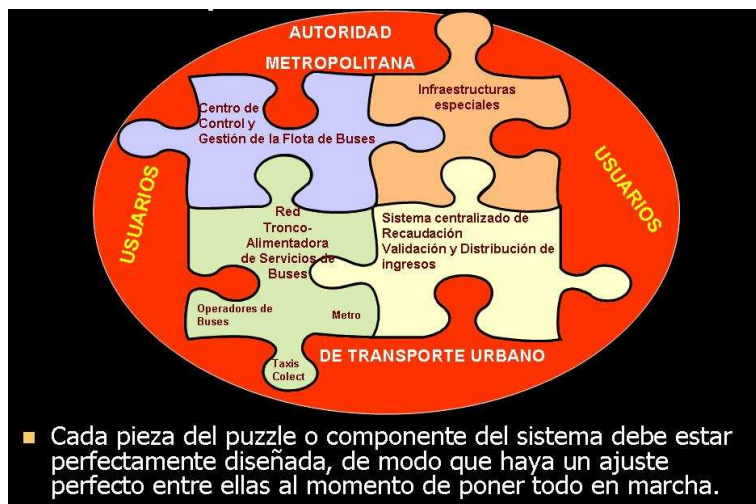 AUTORIDAD
METROPOLITANA
Centro de
Control y
Gestión de la Flota de Buses
Infraestructuras
especiales
USUARIOS
USUARIOS
Red
Tronco-
Alimentadora
de Servicios de
Buses
Sistema centralizado de
Recaudación
Validación y Distribución de
ingresos
Operadores de
Buses
Metro
Taxis
Colect
DE TRANSPORTE URBANO
Cada pieza del puzzle o componente del sistema debe estar
perfectamente diseñada, de modo que haya un ajuste
perfecto entre ellas al momento de poner todo en marcha.